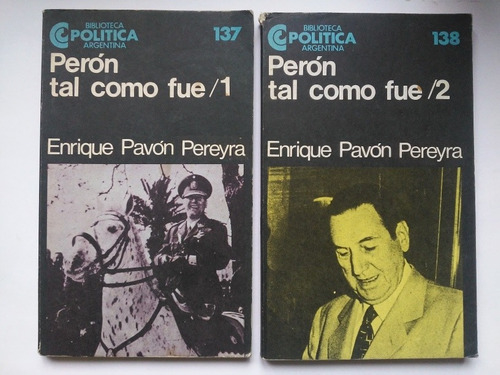 BIBLIOTECA
POLITICA
ARGENTINA
137
Perón
tal como fue/1
Enrique Pavón Pereyra
BIBLIOTECA
POLITICA
ARGENTINA
138
Perón
tal como fue/2
Enrique Pavón Pereyra